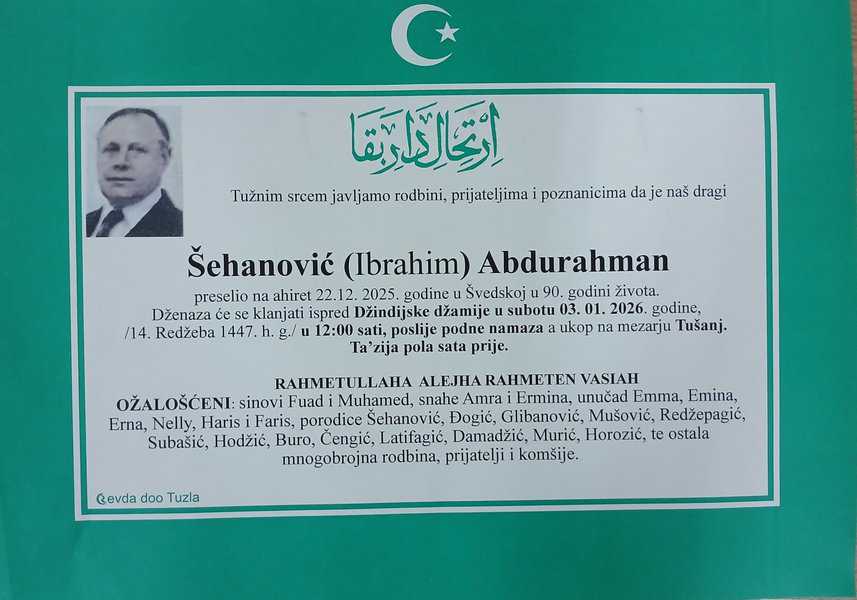 اِرْتِحَالِ دَارِ بَقَا
Tužnim srcem javljamo rodbini, prijateljima i poznanicima da je naš dragi
Šehanović (Ibrahim) Abdurahman
preselio na ahiret 22.12. 2025. godine u Švedskoj u 90. godini života.
Dženaza će se klanjati ispred Džindijske džamije u subotu 03. 01. 2026. godine,
/14. Redžeba 1447. h. g./ u 12:00 sati, poslije podne namaza a ukop na mezarju Tušanj.
Ta’zija pola sata prije.
RAHMETULLAHA ALEJHA RAHMETEN VASIAH
OŽALOŠĆENI: sinovi Fuad i Muhamed, snahe Amra i Ermina, unučad Emma, Emina,
Erna, Nelly, Haris i Faris, porodice Šehanović, Đogić, Glibanović, Mušović, Redžepagić,
Subašić, Hodžić, Buro, Čengić, Latifagić, Damadžić, Murić, Horozić, te ostala
mnogobrojna rodbina, prijatelji i komšije.
evda doo Tuzla